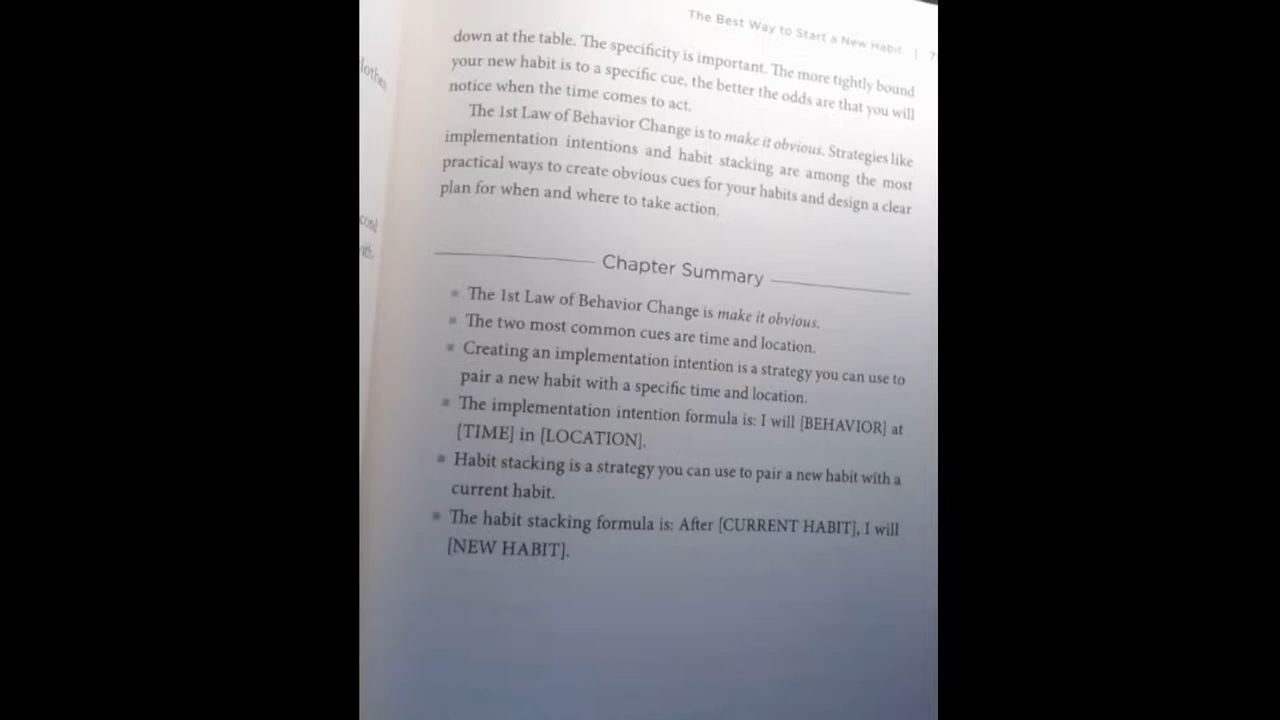 The Best Way to Start a New Habit | 7
down at the table. The specificity is important. The more tightly bound
your new habit is to a specific cue, the better the odds are that you will
notice when the time comes to act.
The 1st Law of Behavior Change is to make it obvious. Strategies like
implementation intentions and habit stacking are among the most
practical ways to create obvious cues for your habits and design a clear
plan for when and where to take action.
Chapter Summary
The 1st Law of Behavior Change is make it obvious.
The two most common cues are time and location.
Creating an implementation intention is a strategy you can use to
pair a new habit with a specific time and location.
The implementation intention formula is: I will [BEHAVIOR] at
[TIME] in [LOCATION].
Habit stacking is a strategy you can use to pair a new habit with a
current habit.
The habit stacking formula is: After [CURRENT HABIT], I will
[NEW HABIT].